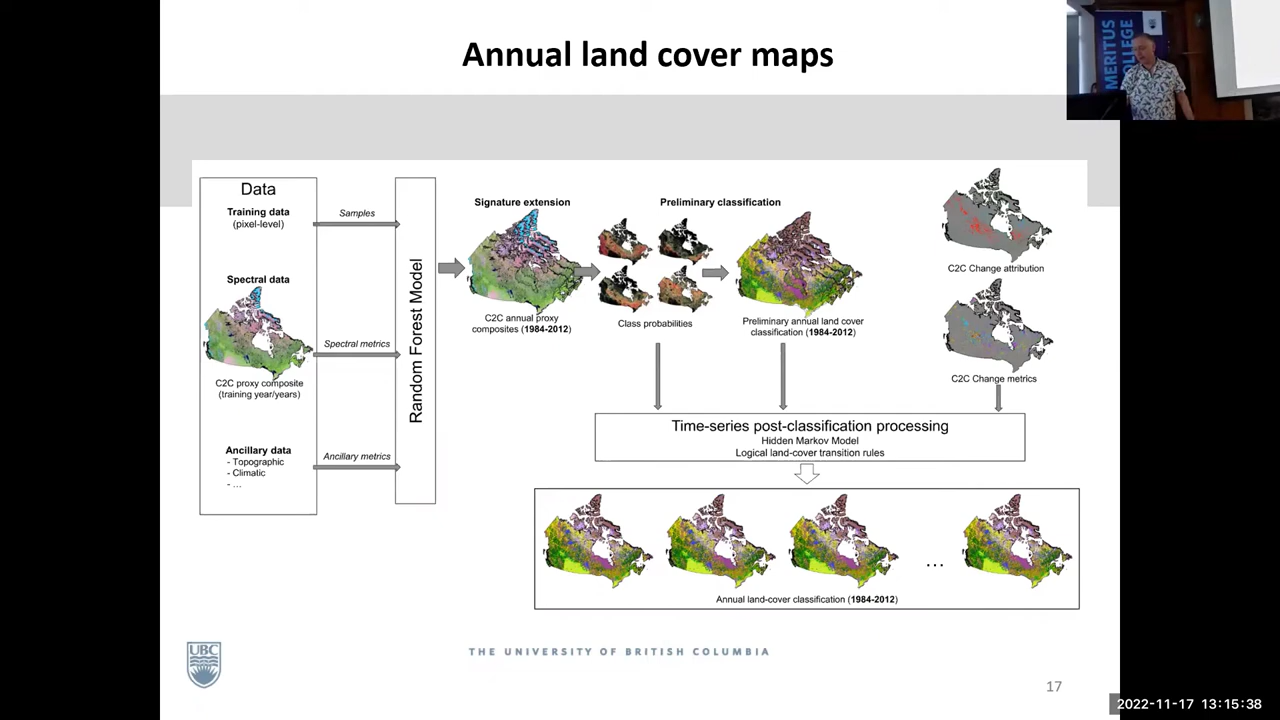 Annual land cover maps
MERITUS
COLLEGE
Data
Training data
(pixel-level)
Samples
Spectral data
Spectral metrics
C2C proxy composite
(training year/years)
Ancillary data
- Topographic
- Climatic
- ...
Ancillary metrics
Random Forest Model
Signature extension
C2C annual proxy
composites (1984-2012)
Preliminary classification
Class probabilities
Preliminary annual land cover
classification (1984-2012)
C2C Change attribution
C2C Change metrics
Time-series post-classification processing
Hidden Markov Model
Logical land-cover transition rules
...
Annual land-cover classification (1984-2012)
UBC
THE UNIVERSITY OF BRITISH COLUMBIA
17
2022-11-17 13:15:38